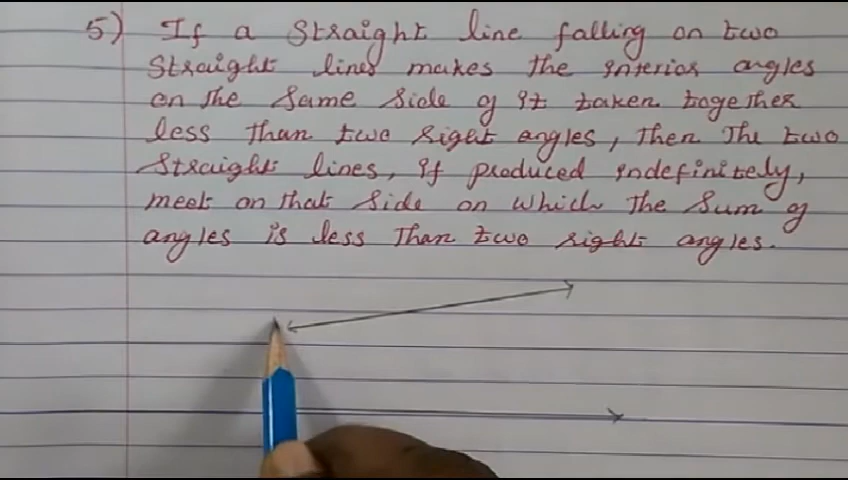 5) If a straight line falling on two
straight lines makes the interior angles
on the same side of it taken together
less than two right angles, then the two
straight lines, if produced indefinitely,
meet on that side on which the sum of
angles is less than two right angles.